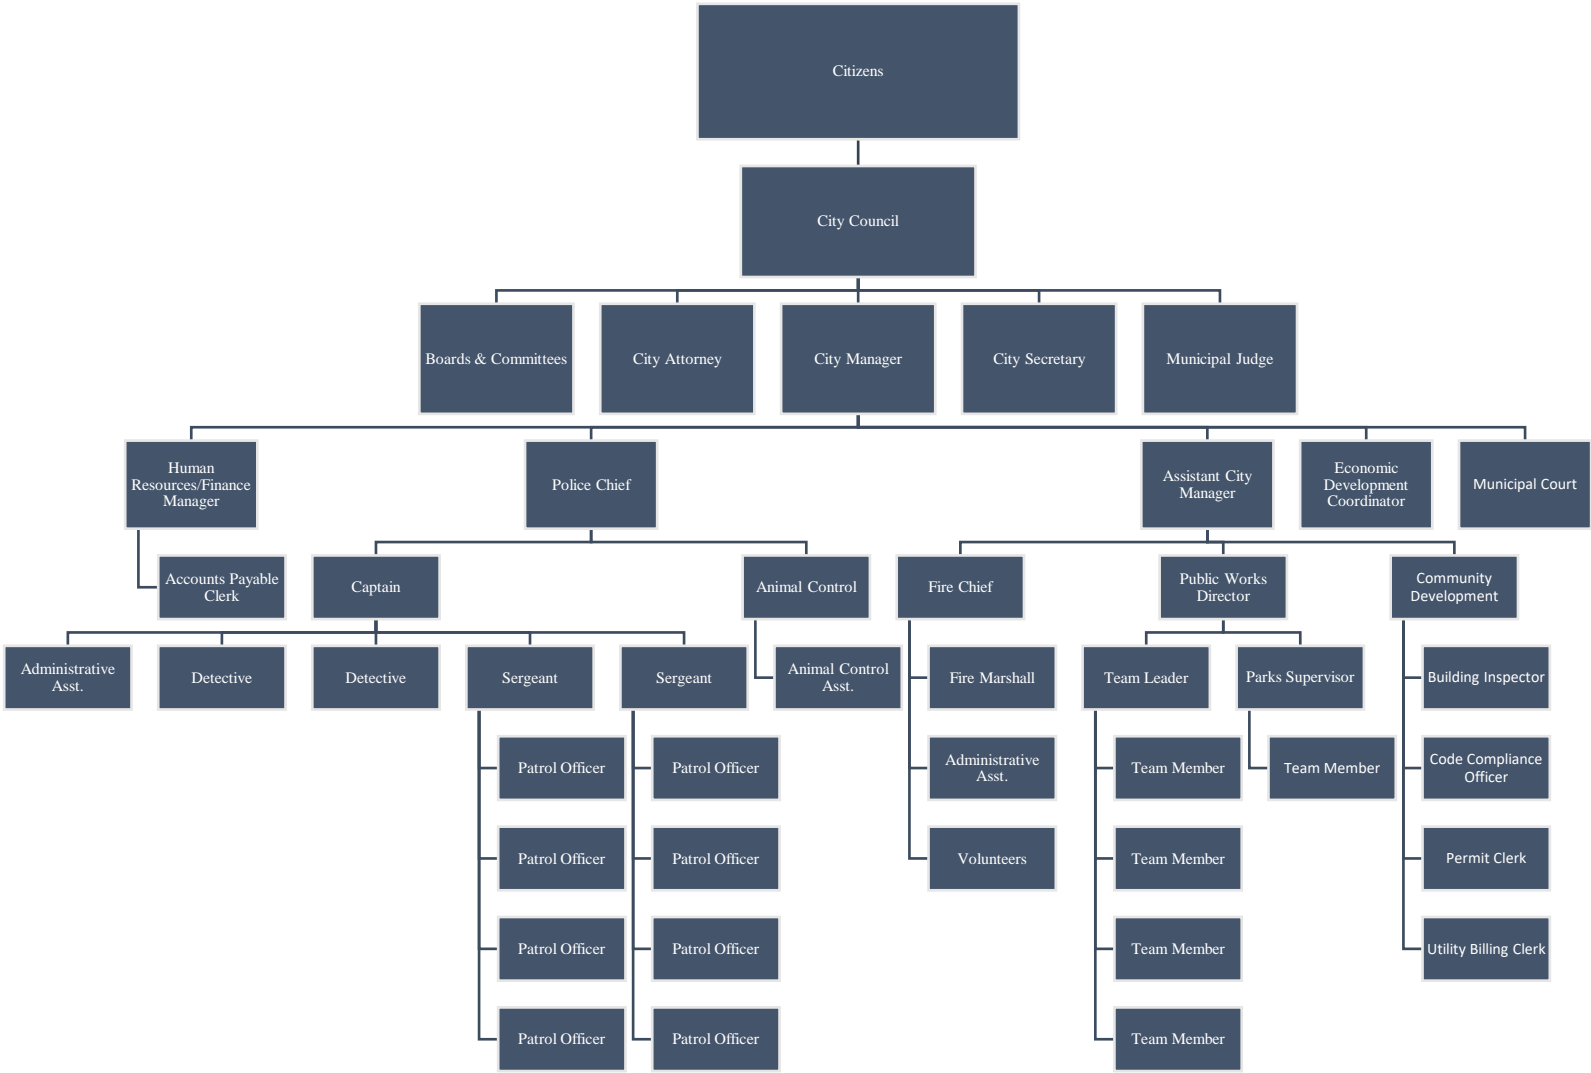 Citizens
City Council
Boards & Committees
City Attorney
City Manager
City Secretary
Municipal Judge
Human
Resources/Finance
Manager
Police Chief
Assistant City
Manager
Economic
Development
Coordinator
Municipal Court
Accounts Payable
Clerk
Captain
Animal Control
Fire Chief
Public Works
Director
Community
Development
Administrative
Asst.
Detective
Detective
Sergeant
Sergeant
Animal Control
Asst.
Fire Marshall
Team Leader
Parks Supervisor
Building Inspector
Patrol Officer
Patrol Officer
Administrative
Asst.
Team Member
Team Member
Code Compliance
Officer
Patrol Officer
Patrol Officer
Volunteers
Team Member
Permit Clerk
Patrol Officer
Patrol Officer
Team Member
Utility Billing Clerk
Patrol Officer
Patrol Officer
Team Member